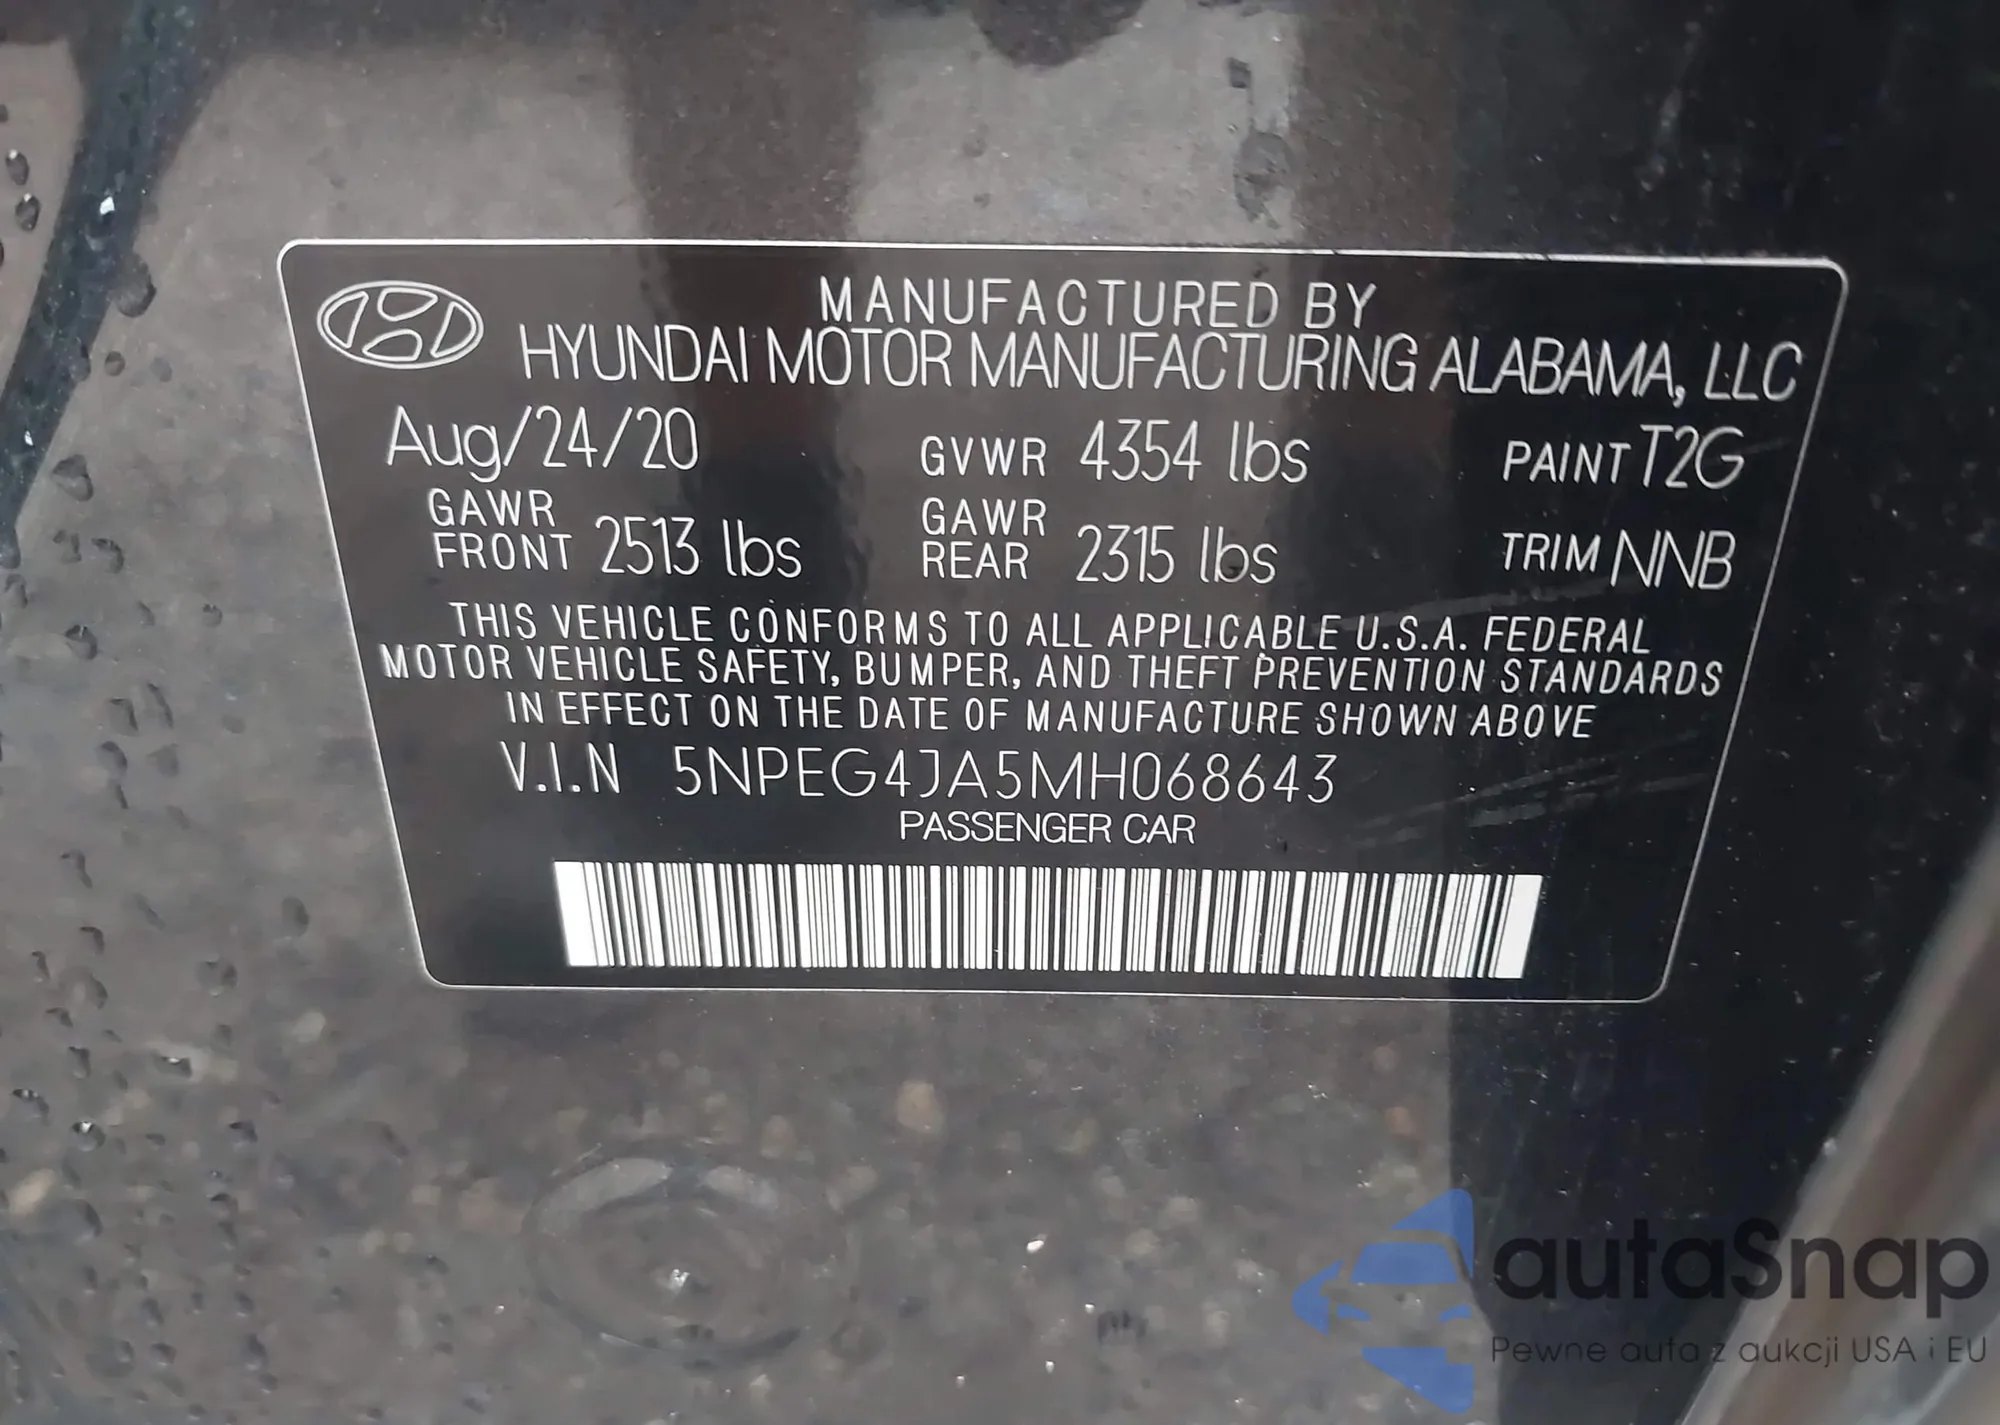 MANUFACTURED BY
HYUNDAI MOTOR MANUFACTURING ALABAMA, LLC
Aug/24/20 GVWR 4354 lbs PAINT T2G
GAWR FRONT 2513 lbs GAWR REAR 2315 lbs TRIM NNB
THIS VEHICLE CONFORMS TO ALL APPLICABLE U.S.A. FEDERAL
MOTOR VEHICLE SAFETY, BUMPER, AND THEFT PREVENTION STANDARDS
IN EFFECT ON THE DATE OF MANUFACTURE SHOWN ABOVE
V.I.N 5NPEG4JA5MH068643
PASSENGER CAR
autaSnap
Pewne auta z aukcji USA i EU